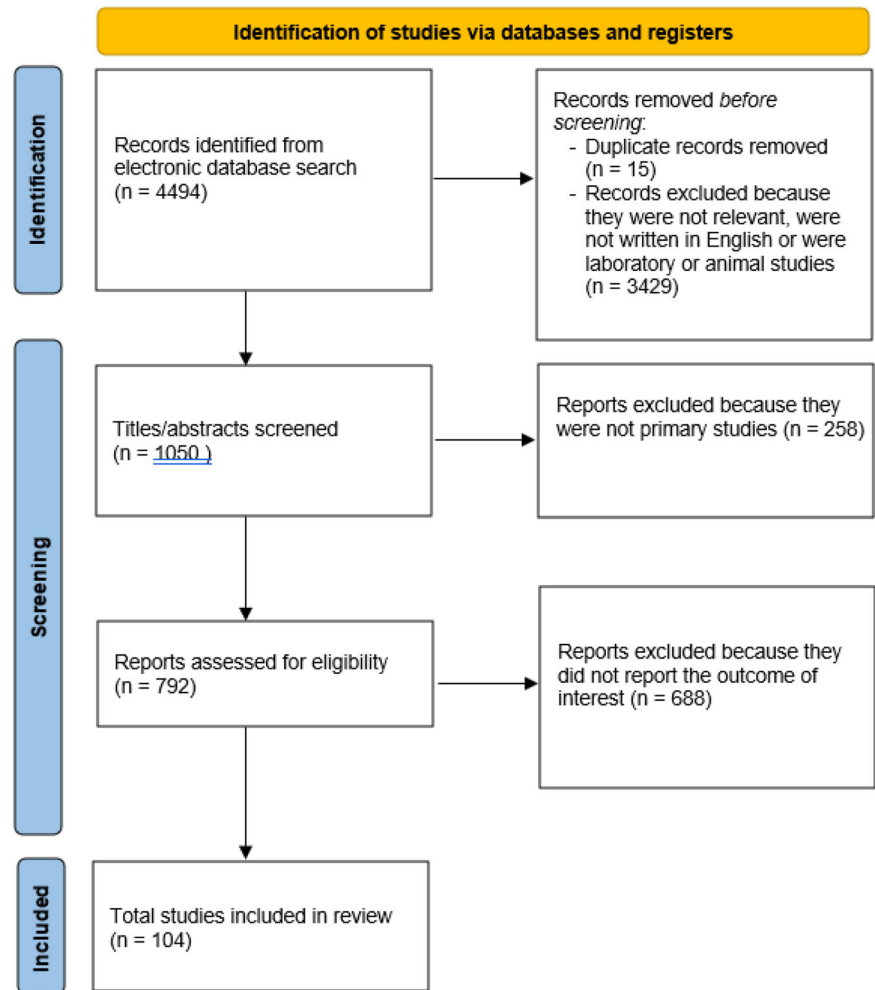 Identification of studies via databases and registers
Identification
Records identified from
electronic database search
(n = 4494)
Records removed before
screening:
- Duplicate records removed
(n = 15)
- Records excluded because
they were not relevant, were
not written in English or were
laboratory or animal studies
(n = 3429)
Screening
Titles/abstracts screened
(n = 1050 )
Reports excluded because they
were not primary studies (n = 258)
Reports assessed for eligibility
(n = 792)
Reports excluded because they
did not report the outcome of
interest (n = 688)
Included
Total studies included in review
(n = 104)